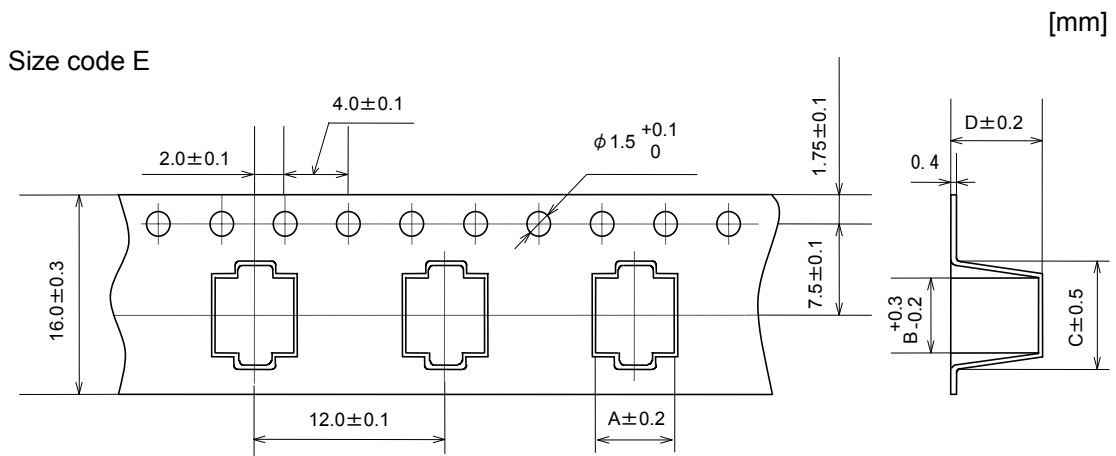 [mm]
Size code E
4.0±0.1
2.0±0.1
φ1.5 +0.1
0
1.75±0.1
D±0.2
0.4
16.0±0.3
7.5±0.1
+0.3
B-0.2
C±0.5
12.0±0.1
A±0.2